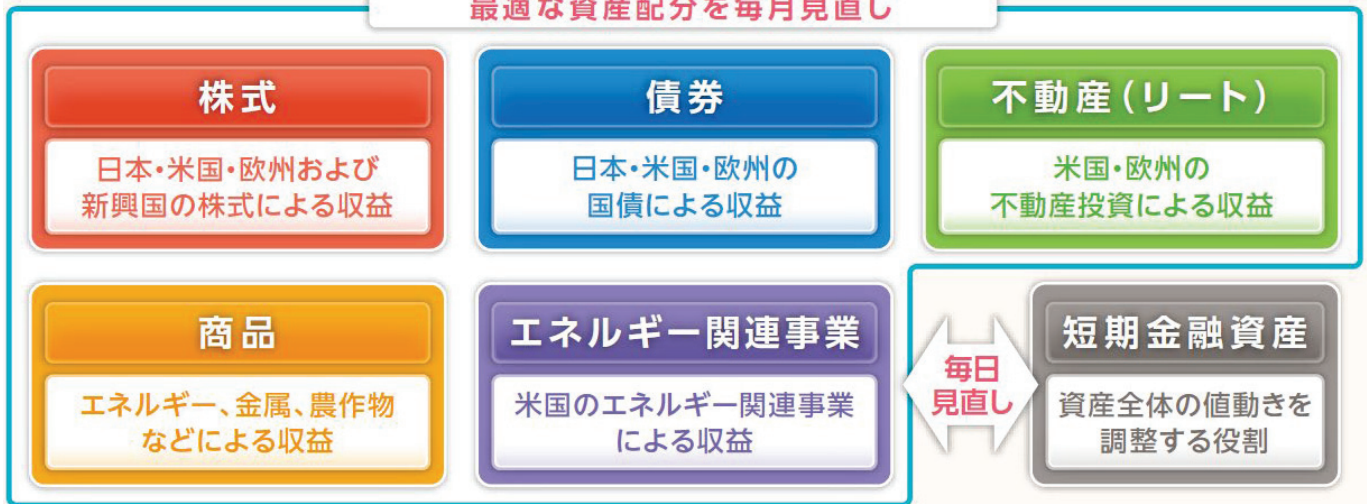 最適な資産配分を毎月見直し
株式
日本・米国・欧州および
新興国の株式による収益
債券
日本・米国・欧州の
国債による収益
不動産（リート）
米国・欧州の
不動産投資による収益
商品
エネルギー、金属、農作物
などによる収益
エネルギー関連事業
米国のエネルギー関連事業
による収益
毎日
見直し
短期金融資産
資産全体の値動きを
調整する役割